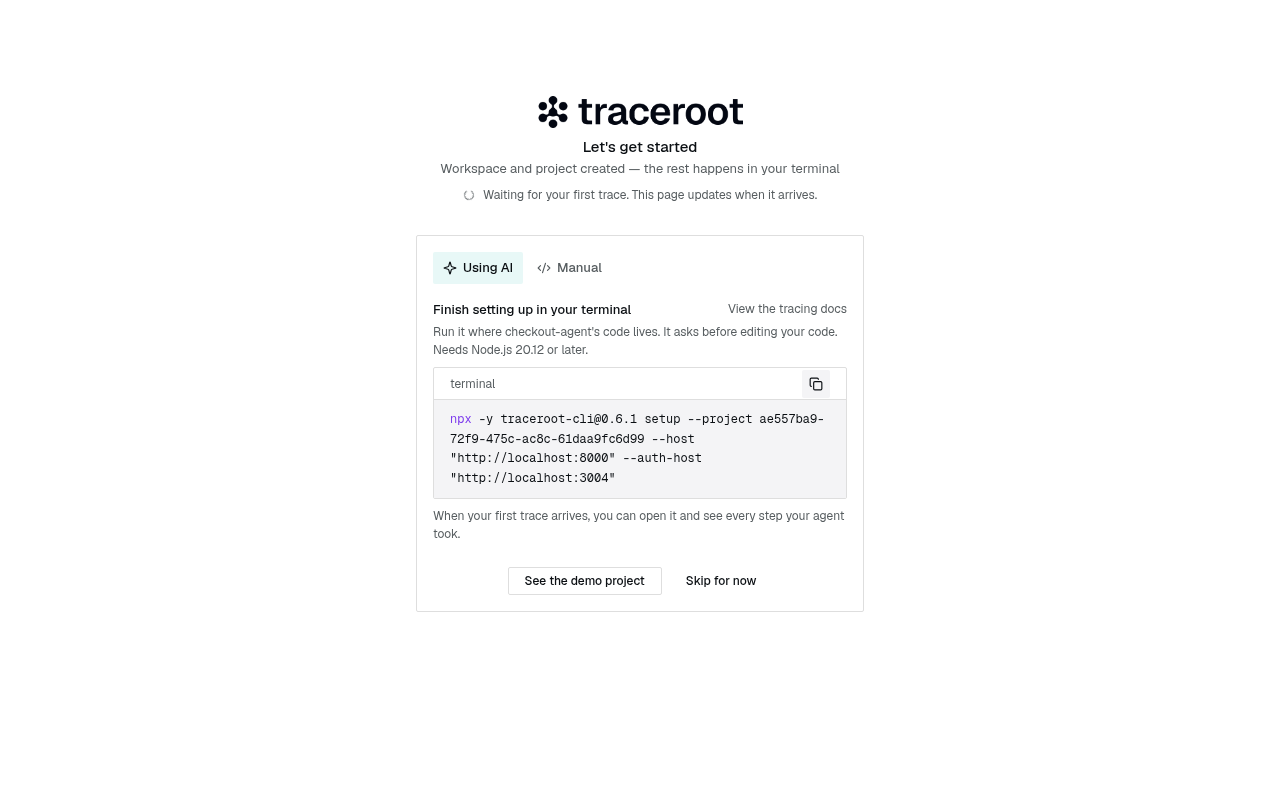 traceroot
Let's get started
Workspace and project created — the rest happens in your terminal
Waiting for your first trace. This page updates when it arrives.
Using AI
Manual
Finish setting up in your terminal
View the tracing docs
Run it where checkout-agent's code lives. It asks before editing your code.
Needs Node.js 20.12 or later.
terminal
npx -y traceroot-cli@0.6.1 setup --project ae557ba9-
72f9-475c-ac8c-61daa9fc6d99 --host
"http://localhost:8000" --auth-host
"http://localhost:3004"
When your first trace arrives, you can open it and see every step your agent
took.
See the demo project
Skip for now